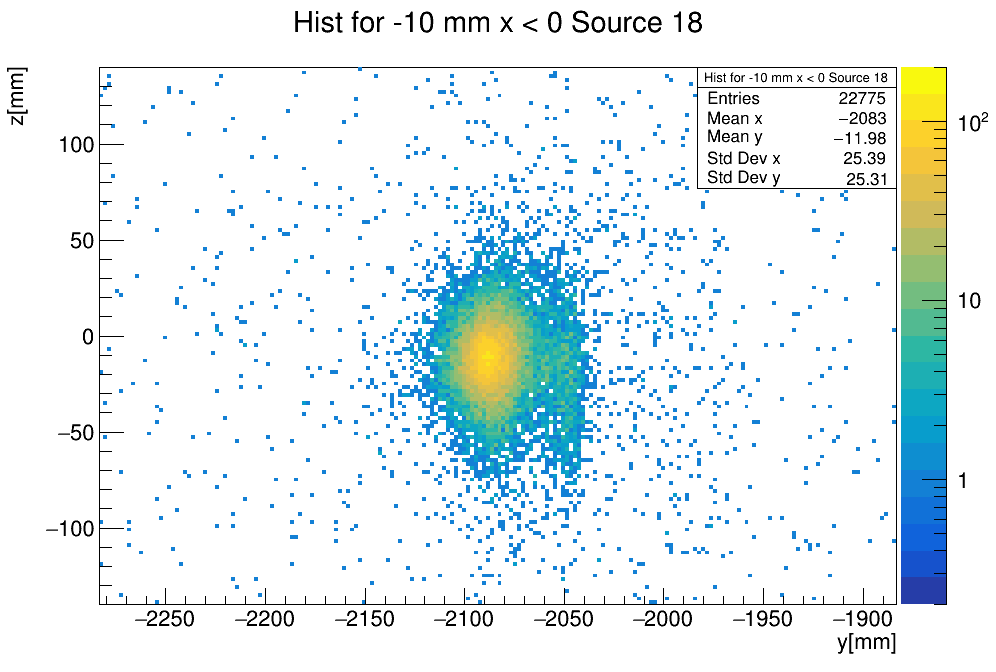 Hist for -10 mm x < 0 Source 18
z[mm]
Hist for -10 mm x < 0 Source 18
Entries 22775
Mean x −2083
Mean y −11.98
Std Dev x 25.39
Std Dev y 25.31
100
50
0
−50
−100
10²
10
1
−2250 −2200 −2150 −2100 −2050 −2000 −1950 −1900
y[mm]